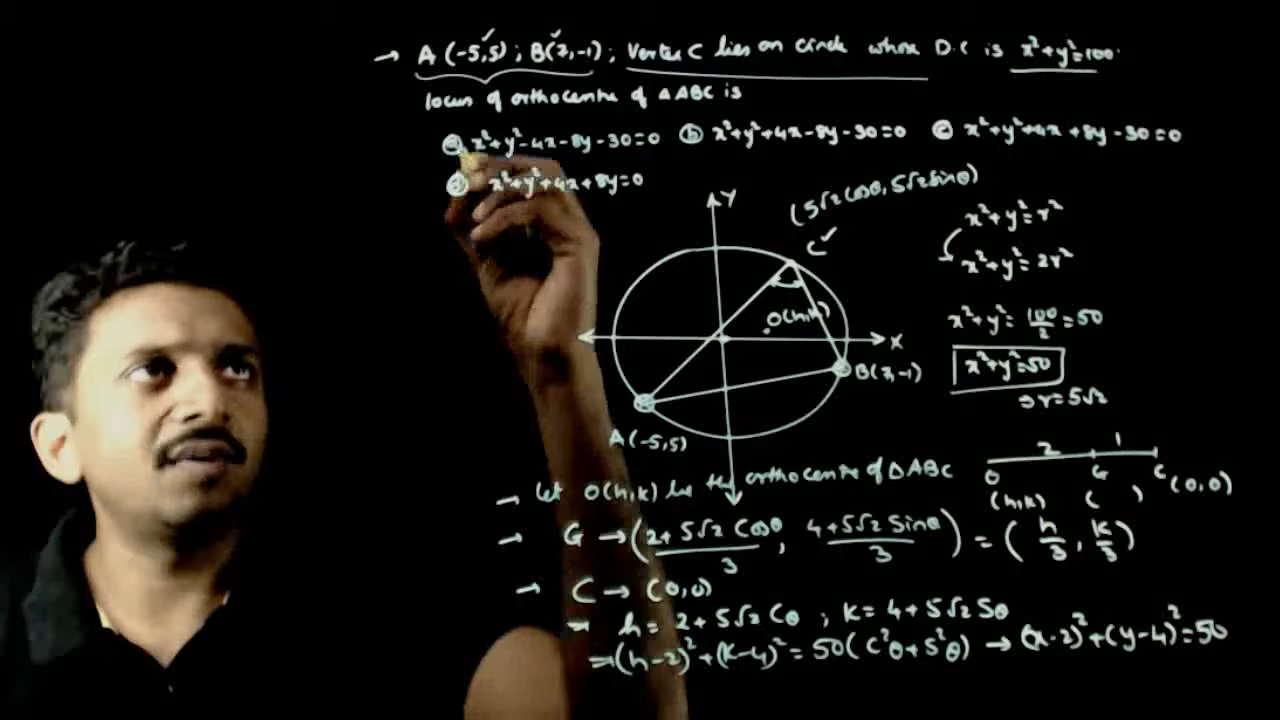 → A (-5,5) ; B(7,-1) ; Vertex C lies on circle whose D.C is x²+y²=100.
locus of orthocentre of △ABC is
ⓐ x²+y²-4x-8y-30=0 ⓑ x²+y²+4x-8y-30=0 ⓒ x²+y²+4x+8y-30=0
ⓓ x²+y²+4x+8y=0
Y
(5√2 Cosθ, 5√2 Sinθ)
C
O(h,k)
X
B(7,-1)
A(-5,5)
x²+y²=r²
→ x²+y²=2r²
x²+y²=100/2=50
x²+y²=50
⇒ r=5√2
2 1
O G C
(h,k) ( ) (0,0)
→ Let O(h,k) be the orthocentre of △ABC
→ G → (2+5√2 Cosθ/3, 4+5√2 Sinθ/3) = (h/3, k/3)
→ C → (0,0)
⇒ h= 2+5√2 Cθ ; k= 4+5√2 Sθ
⇒ (h-2)²+(k-4)²=50(C²θ+S²θ) → (x-2)²+(y-4)²=50